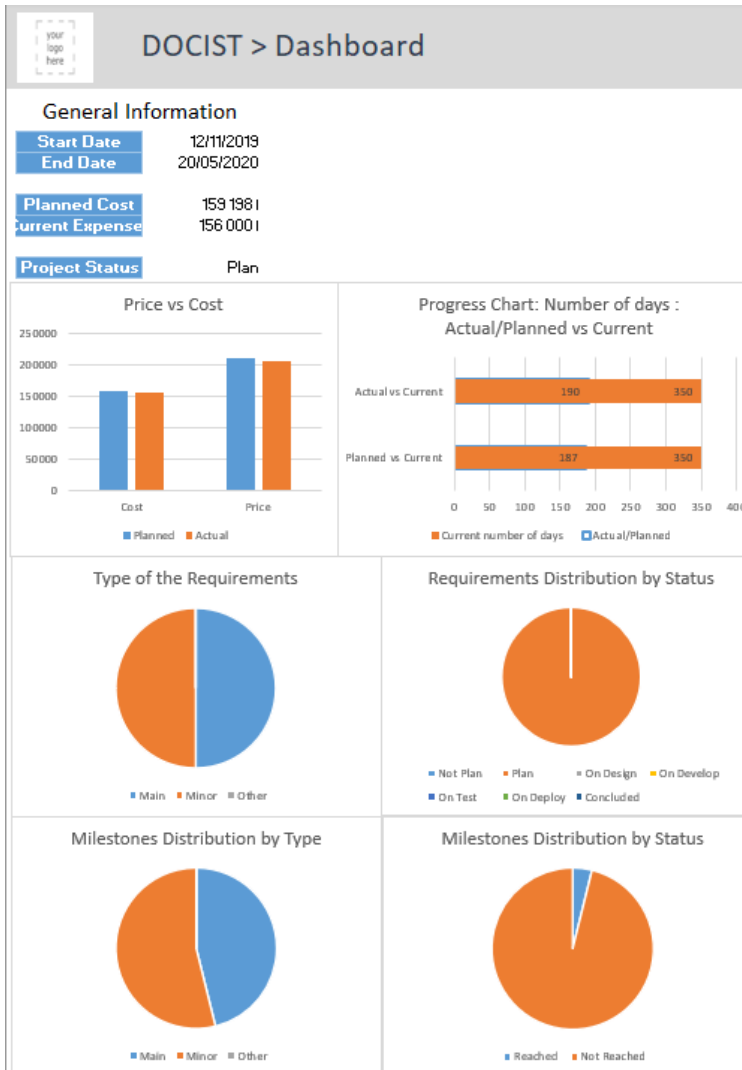 your
logo
here
DOCIST > Dashboard
General Information
Start Date 12/11/2019
End Date 20/05/2020
Planned Cost 159 198
Current Expense 156 000
Project Status Plan
Price vs Cost
250000
200000
150000
100000
50000
0
Cost Price
Planned Actual
Progress Chart: Number of days :
Actual/Planned vs Current
Actual vs Current 190 350
Planned vs Current 187 350
0 50 100 150 200 250 300 350 400
Current number of days Actual/Planned
Type of the Requirements
Main Minor Other
Requirements Distribution by Status
Not Plan Plan On Design On Develop
On Test On Deploy Concluded
Milestones Distribution by Type
Main Minor Other
Milestones Distribution by Status
Reached Not Reached